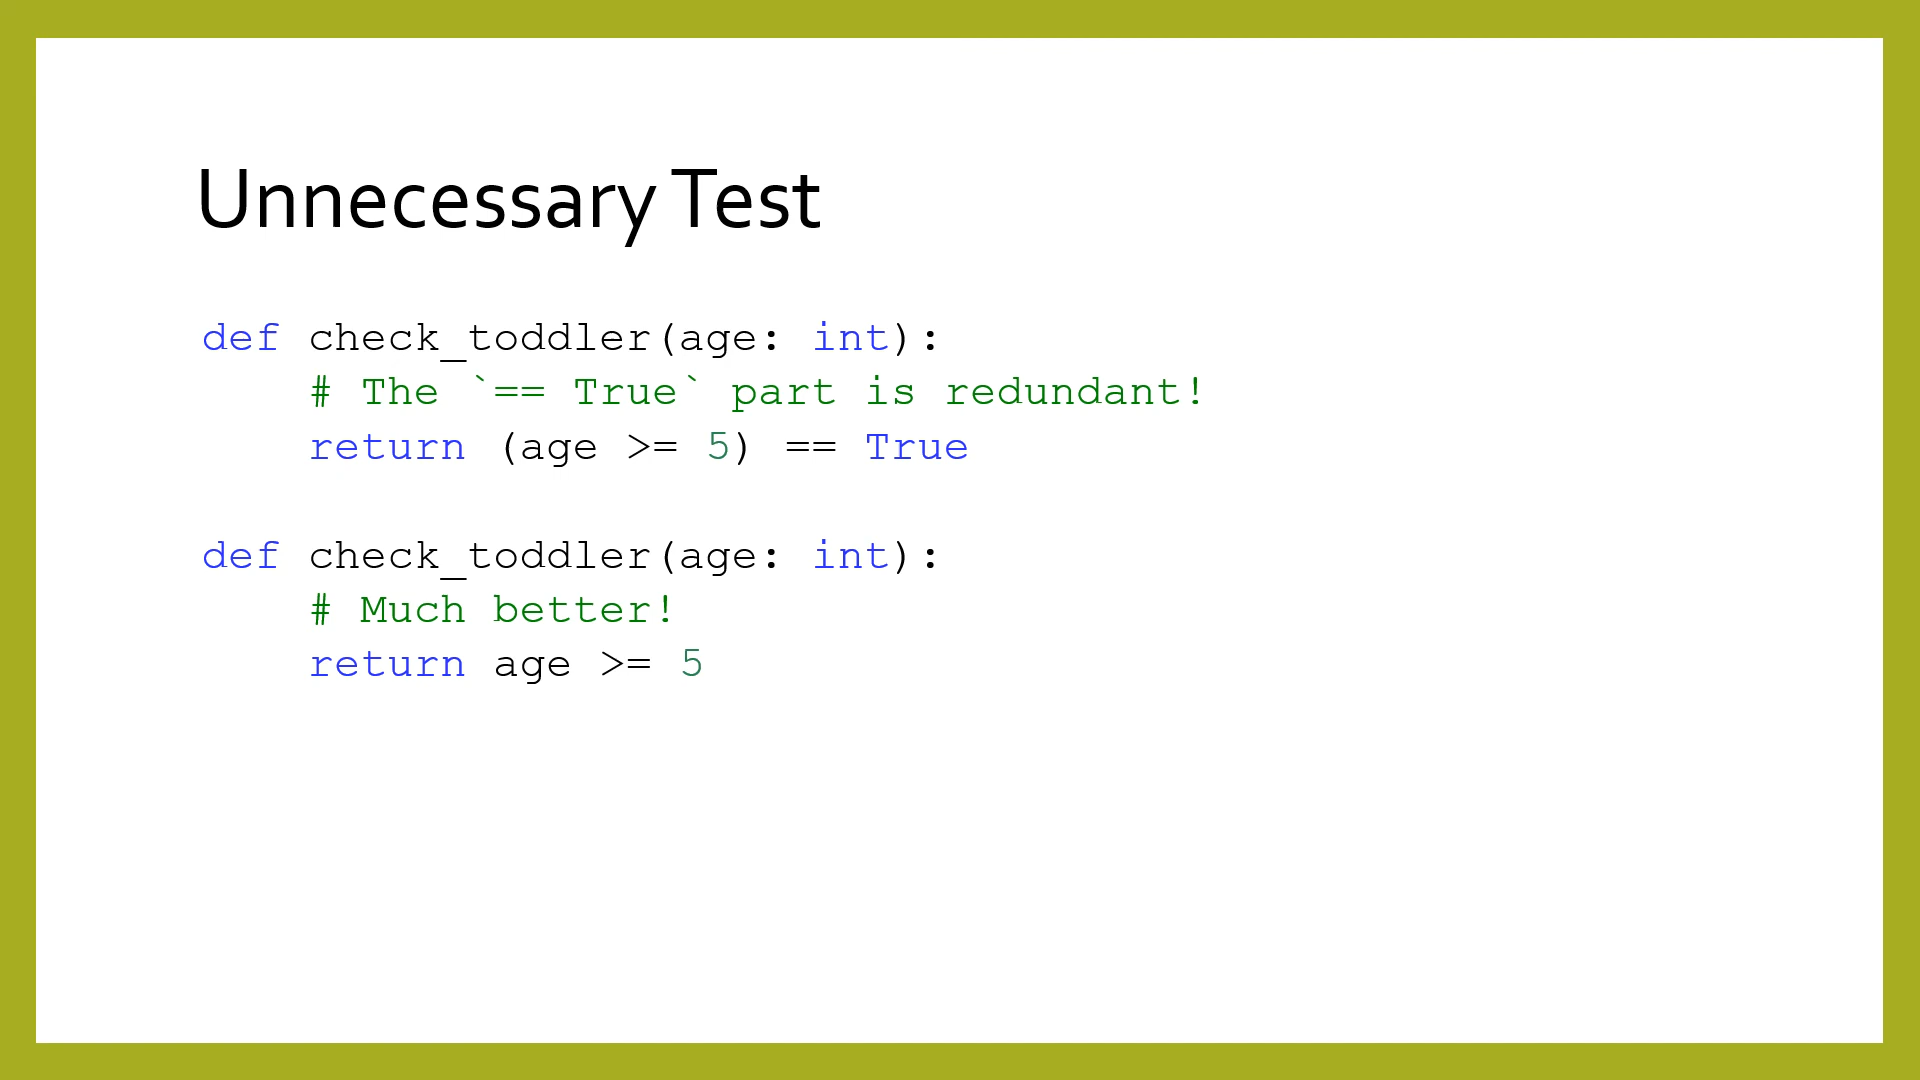 Unnecessary Test
def check_toddler(age: int):
    # The `== True` part is redundant!
    return (age >= 5) == True
def check_toddler(age: int):
    # Much better!
    return age >= 5